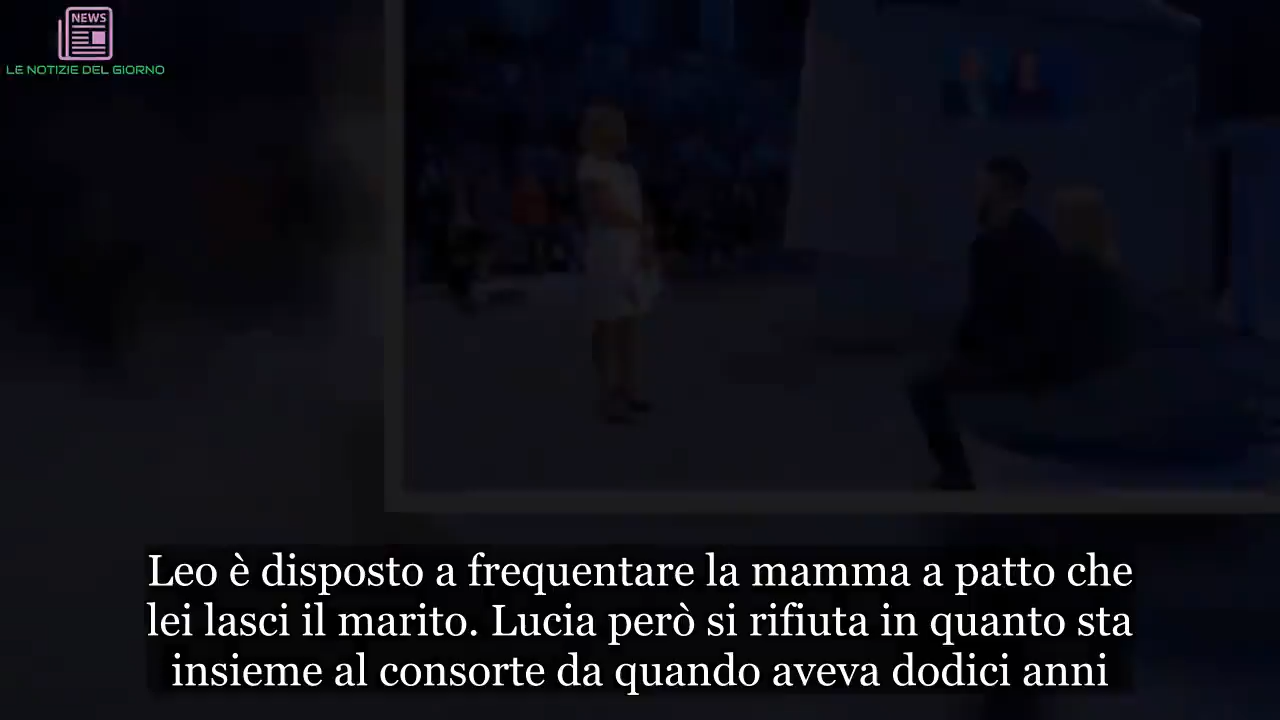 NEWS
LE NOTIZIE DEL GIORNO
Leo è disposto a frequentare la mamma a patto che
lei lasci il marito. Lucia però si rifiuta in quanto sta
insieme al consorte da quando aveva dodici anni